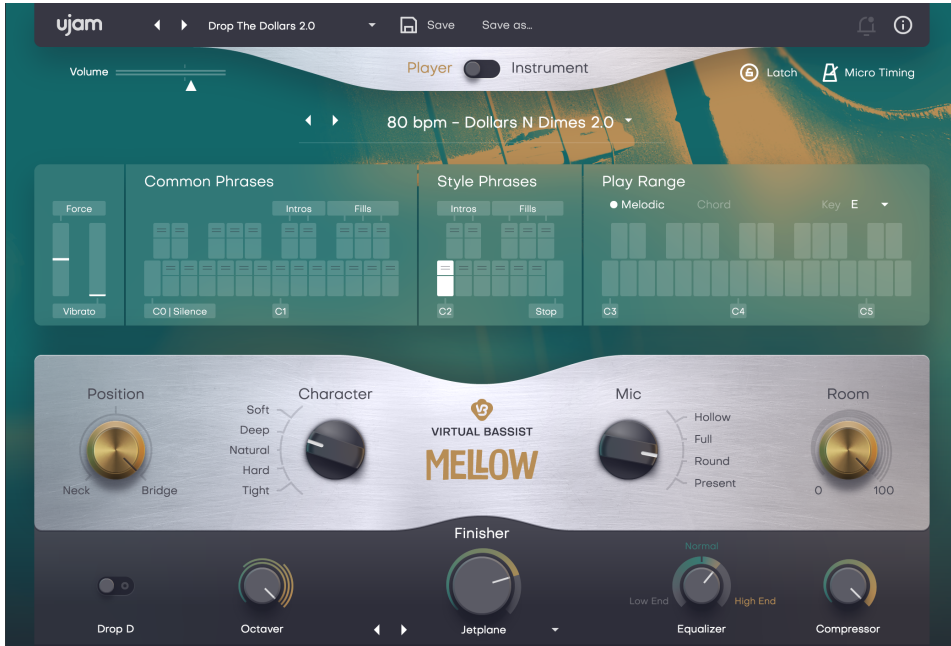 ujam
Drop The Dollars 2.0
Save
Save as...
Volume
Player
Instrument
Latch
Micro Timing
80 bpm – Dollars N Dimes 2.0
Common Phrases
Style Phrases
Play Range
Force
Intros
Fills
Intros
Fills
Melodic
Chord
Key
E
Vibrato
C0 | Silence
C1
C2
Stop
C3
C4
C5
Position
Neck
Bridge
Character
Soft
Deep
Natural
Hard
Tight
VB
VIRTUAL BASSIST
MELLOW
Mic
Hollow
Full
Round
Present
Room
0
100
Finisher
Normal
Low End
High End
Drop D
Octaver
Jetplane
Equalizer
Compressor